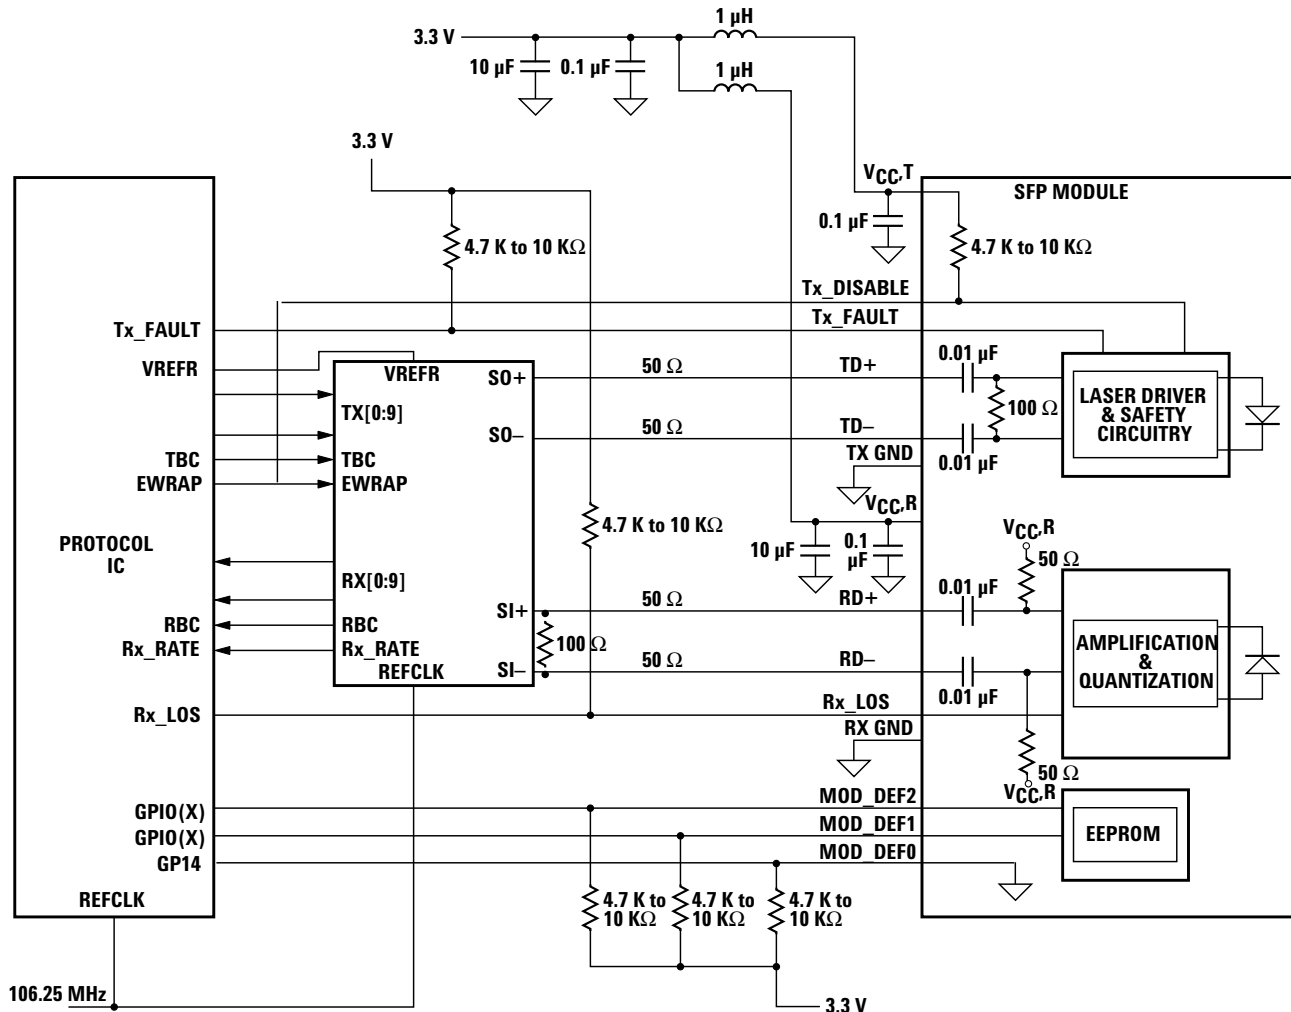 1 µH
3.3 V
10 µF
0.1 µF
1 µH
3.3 V
VCC,T
SFP MODULE
0.1 µF
4.7 K to 10 KΩ
4.7 K to 10 KΩ
Tx_DISABLE
Tx_FAULT
Tx_FAULT
VREFR
VREFR
SO+
50 Ω
TD+
0.01 µF
TX[0:9]
100 Ω
LASER DRIVER
& SAFETY
CIRCUITRY
SO–
50 Ω
TD–
TBC
TBC
TX GND
0.01 µF
EWRAP
EWRAP
VCC,R
4.7 K to 10 KΩ
PROTOCOL
IC
10 µF
0.1
µF
VCC,R
50 Ω
RX[0:9]
0.01 µF
SI+
50 Ω
RD+
RBC
RBC
Rx_RATE
Rx_RATE
100 Ω
AMPLIFICATION
&
QUANTIZATION
REFCLK
SI–
50 Ω
RD–
0.01 µF
Rx_LOS
Rx_LOS
RX GND
50 Ω
VCC,R
GPIO(X)
MOD_DEF2
GPIO(X)
MOD_DEF1
EEPROM
GP14
MOD_DEF0
REFCLK
4.7 K to
10 KΩ
4.7 K to
10 KΩ
4.7 K to
10 KΩ
106.25 MHz
3.3 V